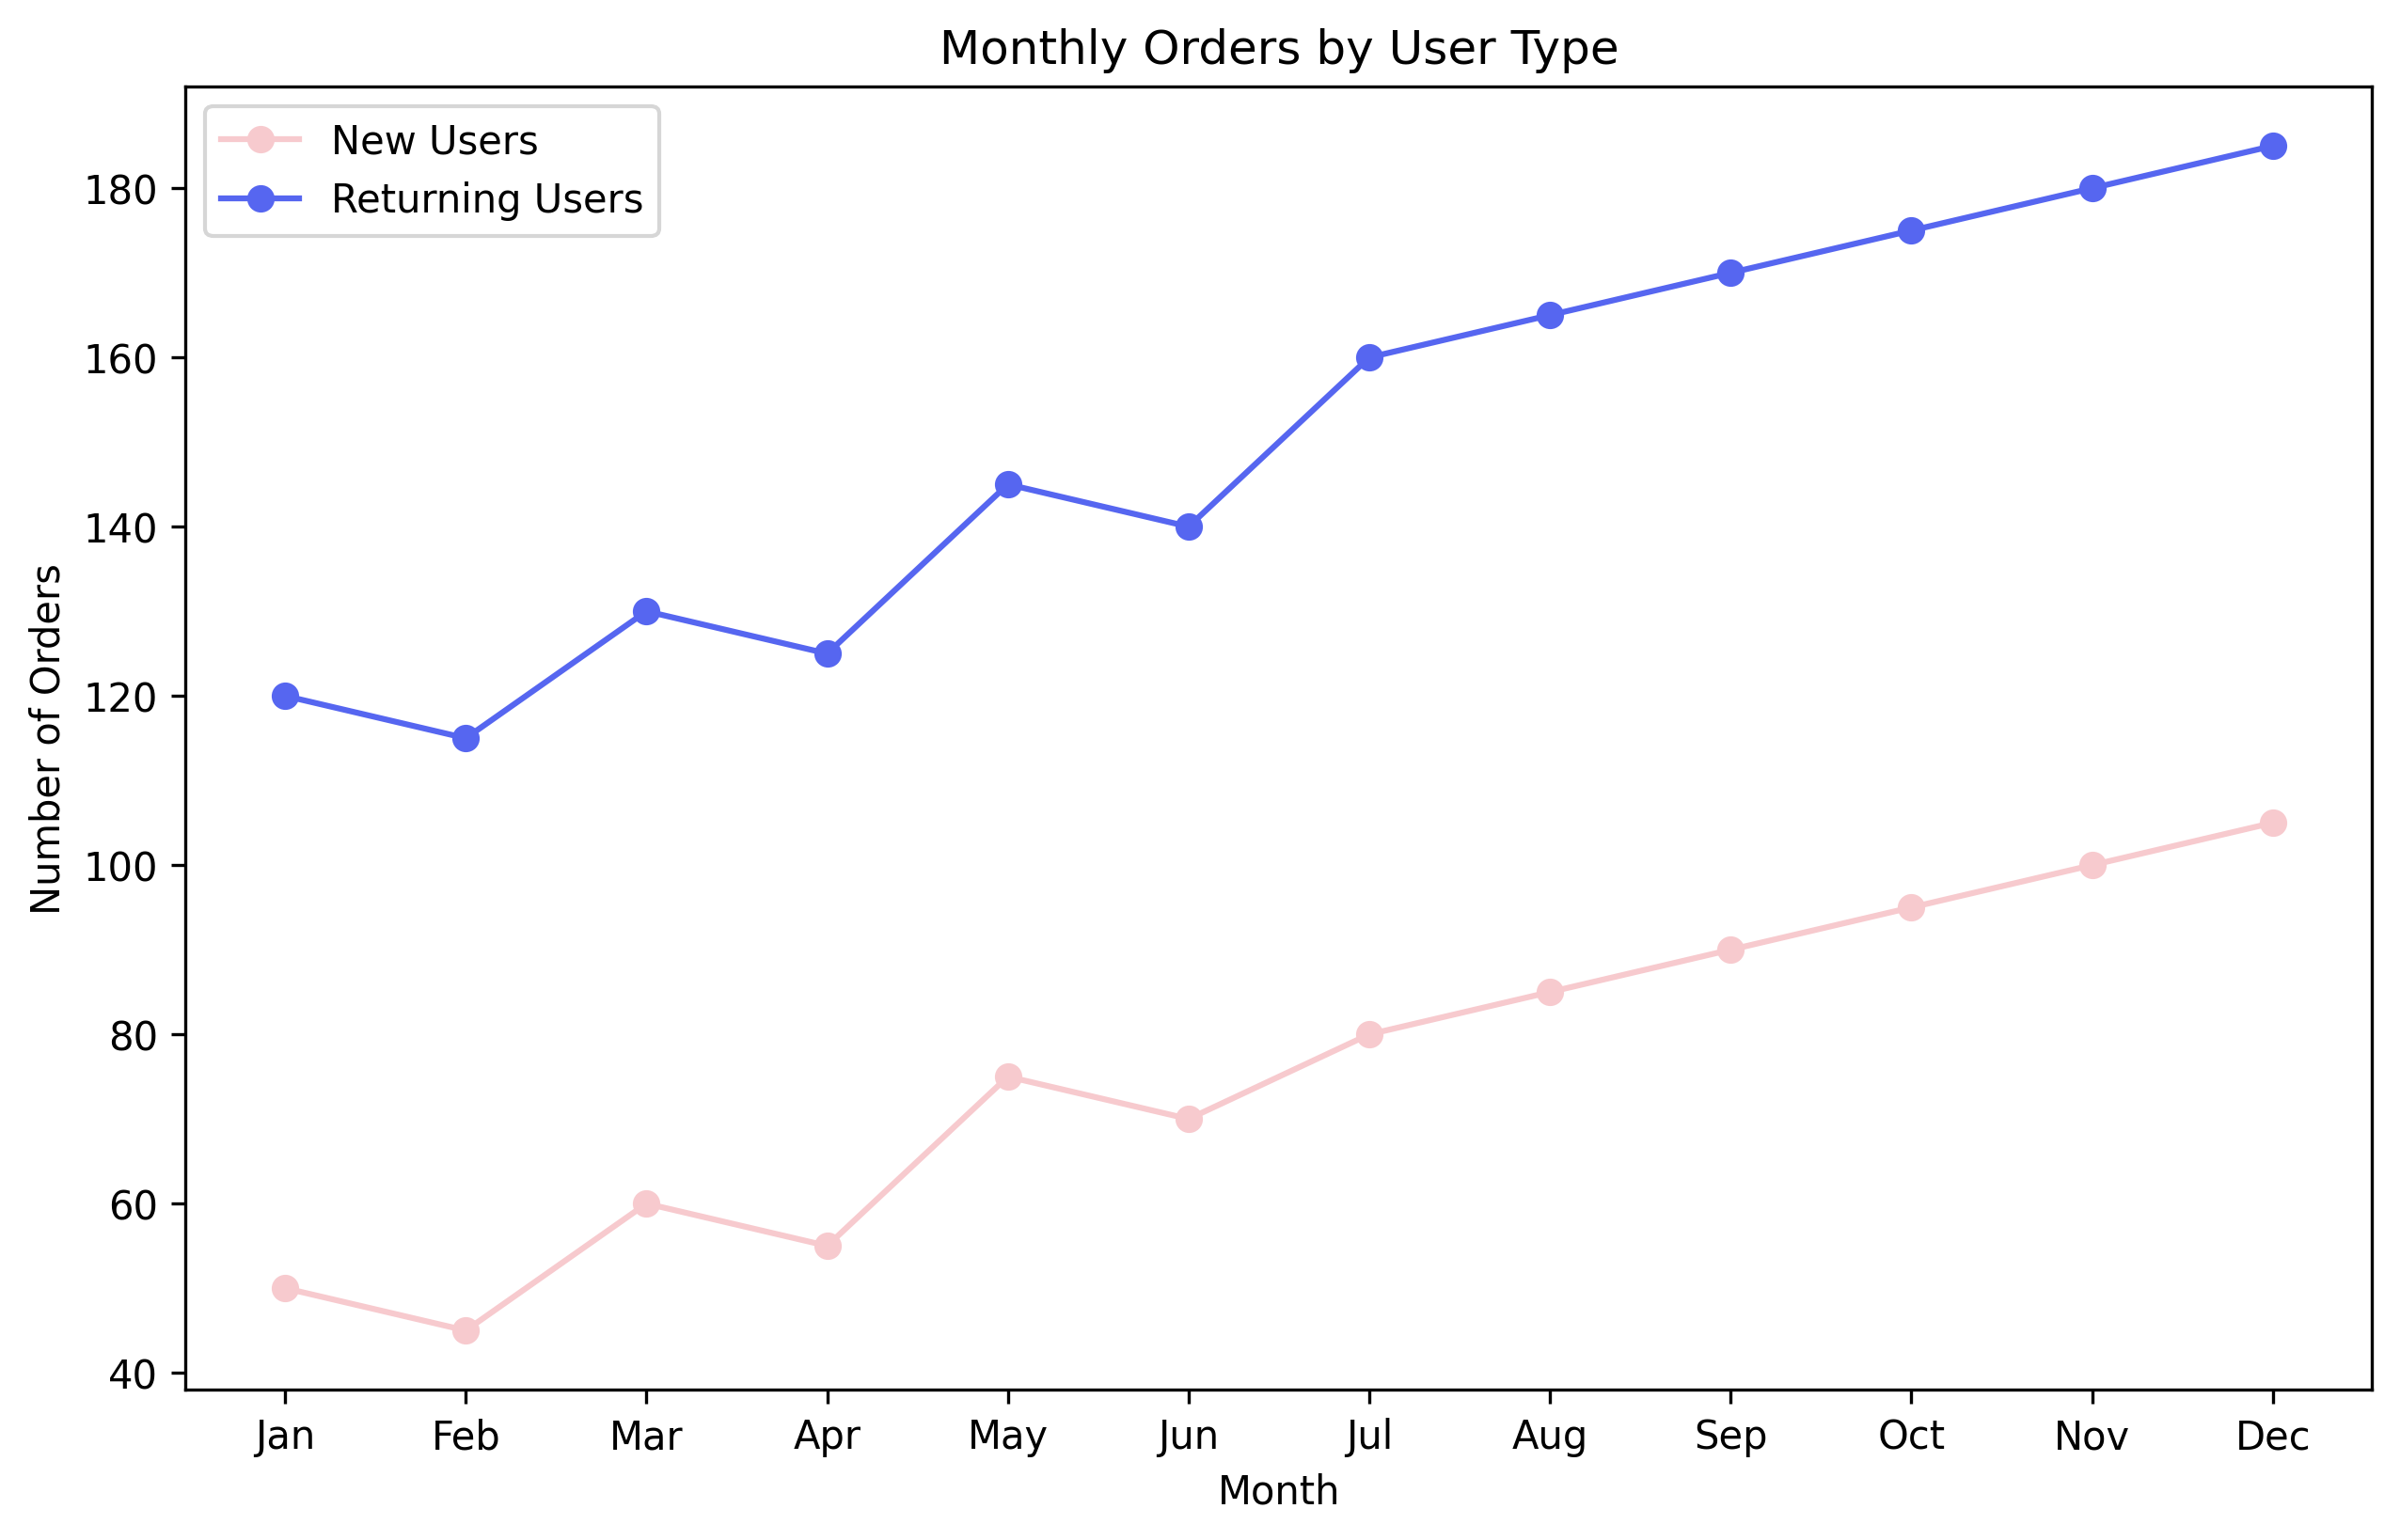 Monthly Orders by User Type
New Users
Returning Users
180
160
140
120
100
80
60
40
Number of Orders
Jan Feb Mar Apr May Jun Jul Aug Sep Oct Nov Dec
Month